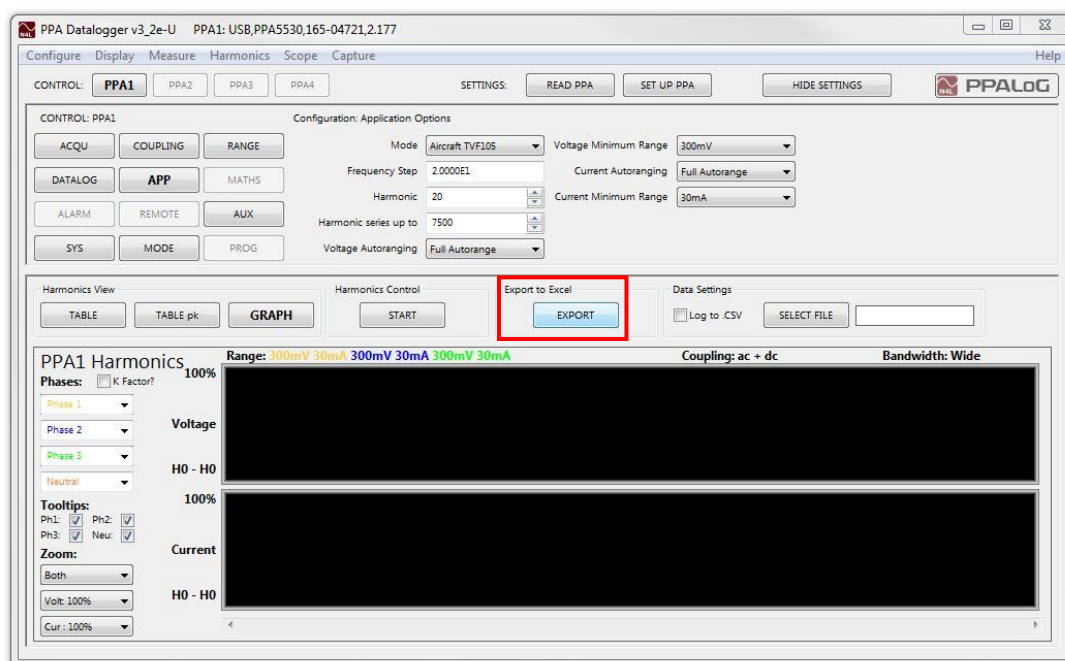 PPA Datalogger v3_2e-U PPA1: USB,PPA5530,165-04721,2.177
Configure Display Measure Harmonics Scope Capture Help
CONTROL: PPA1 PPA2 PPA3 PPA4 SETTINGS: READ PPA SET UP PPA HIDE SETTINGS N4L PPALoG
CONTROL: PPA1 Configuration: Application Options
ACQU COUPLING RANGE Mode Aircraft TVF105 Voltage Minimum Range 300mV
DATALOG APP MATHS Frequency Step 2.0000E1 Current Autoranging Full Autorange
Harmonic 20 Current Minimum Range 30mA
ALARM REMOTE AUX Harmonic series up to 7500
SYS MODE PROG Voltage Autoranging Full Autorange
Harmonics View Harmonics Control Export to Excel Data Settings
TABLE TABLE pk GRAPH START EXPORT Log to .CSV SELECT FILE
PPA1 Harmonics Range: 300mV 30mA 300mV 30mA 300mV 30mA Coupling: ac + dc Bandwidth: Wide
100%
Phases: K Factor?
Phase 1
Phase 2 Voltage
Phase 3
H0 - H0
Neutral
100%
Tooltips:
Ph1: Ph2:
Ph3: Neu:
Zoom: Current
Both
Volt: 100% H0 - H0
Cur : 100%